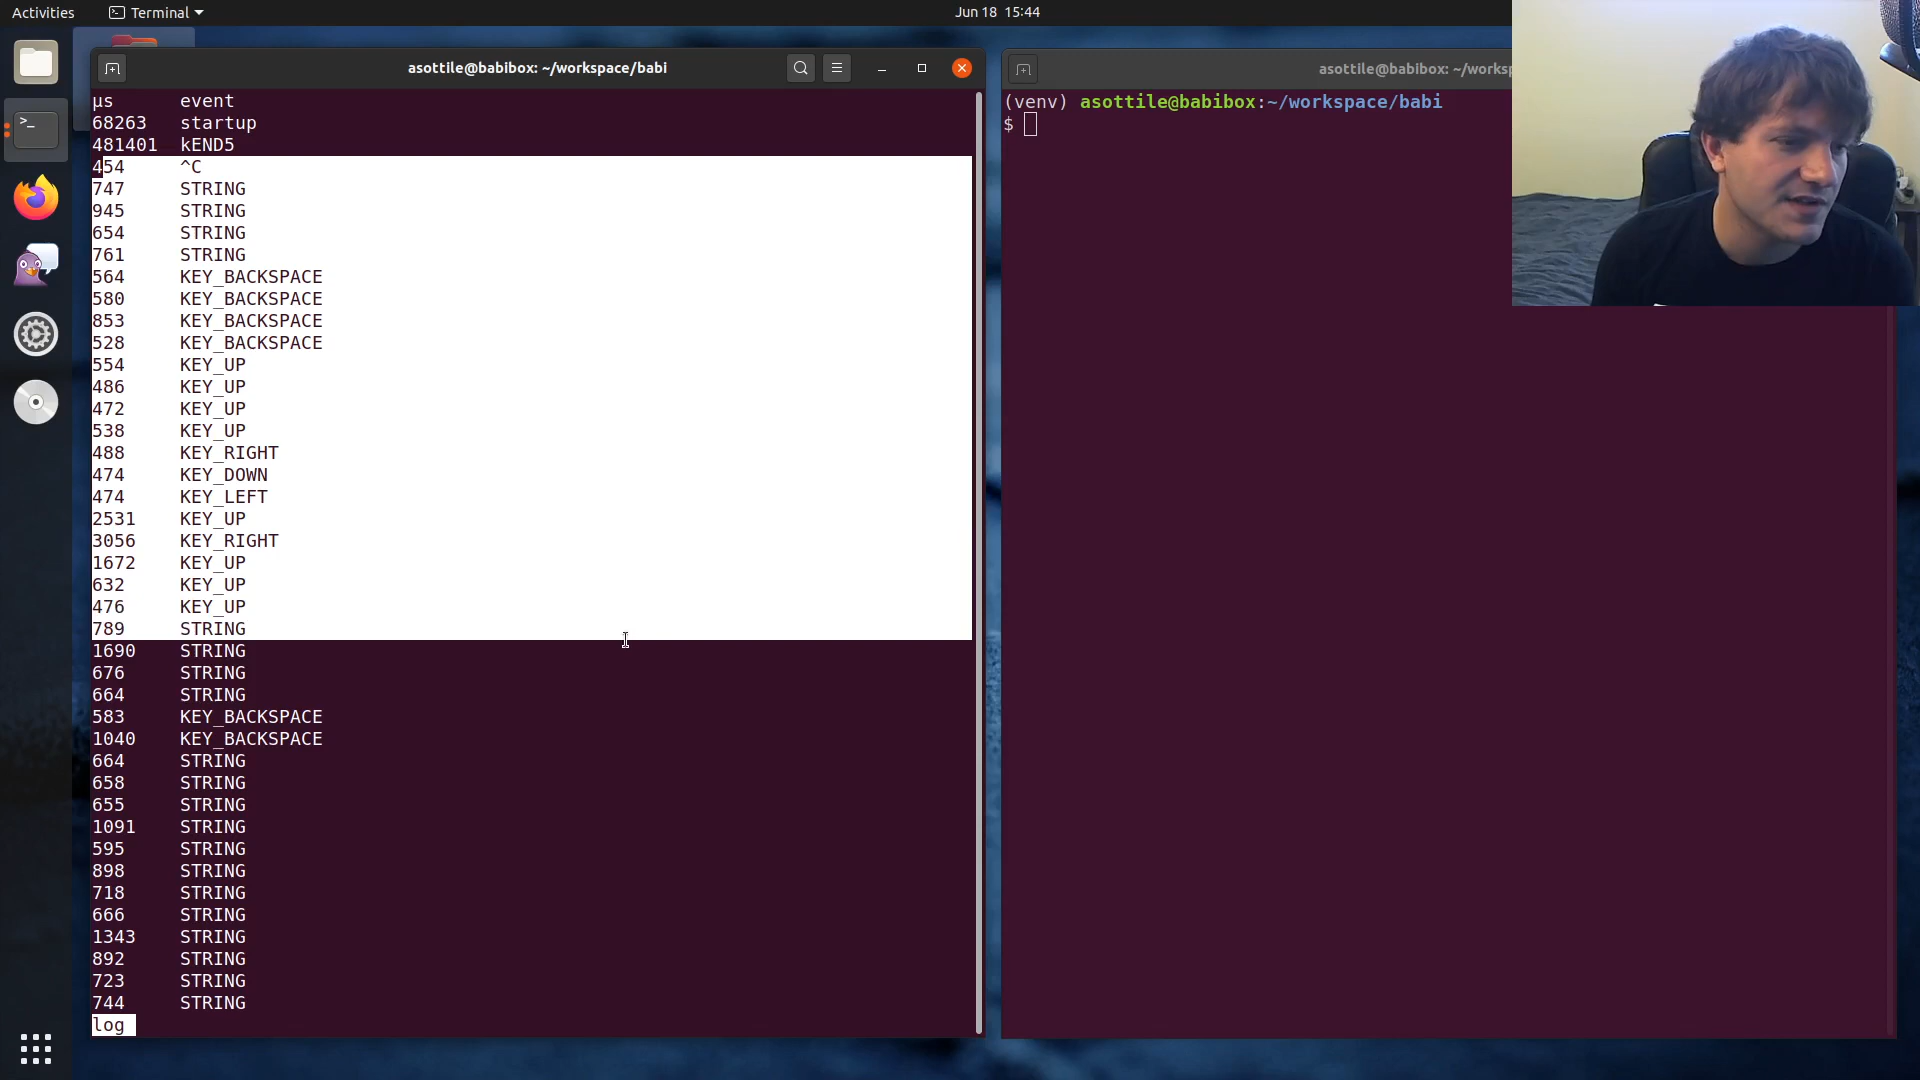 Activities
Terminal
Jun 18 15:44
asottile@babibox: ~/workspace/babi
µs event
68263 startup
481401 kEND5
454 ^C
747 STRING
945 STRING
654 STRING
761 STRING
564 KEY_BACKSPACE
580 KEY_BACKSPACE
853 KEY_BACKSPACE
528 KEY_BACKSPACE
554 KEY_UP
486 KEY_UP
472 KEY_UP
538 KEY_UP
488 KEY_RIGHT
474 KEY_DOWN
474 KEY_LEFT
2531 KEY_UP
3056 KEY_RIGHT
1672 KEY_UP
632 KEY_UP
476 KEY_UP
789 STRING
1690 STRING
676 STRING
664 STRING
583 KEY_BACKSPACE
1040 KEY_BACKSPACE
664 STRING
658 STRING
655 STRING
1091 STRING
595 STRING
898 STRING
718 STRING
666 STRING
1343 STRING
892 STRING
723 STRING
744 STRING
log
asottile@babibox: ~/worksp
(venv) asottile@babibox:~/workspace/babi
$